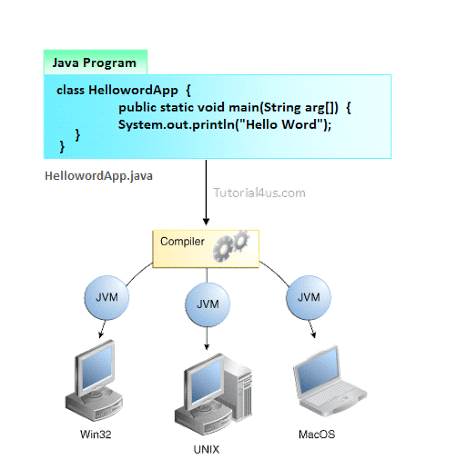 Java Program
class HellowordApp {
public static void main(String arg[]) {
System.out.println("Hello Word");
}
}
HellowordApp.java
Tutorial4us.com
Compiler
JVM
JVM
JVM
Win32
UNIX
MacOS